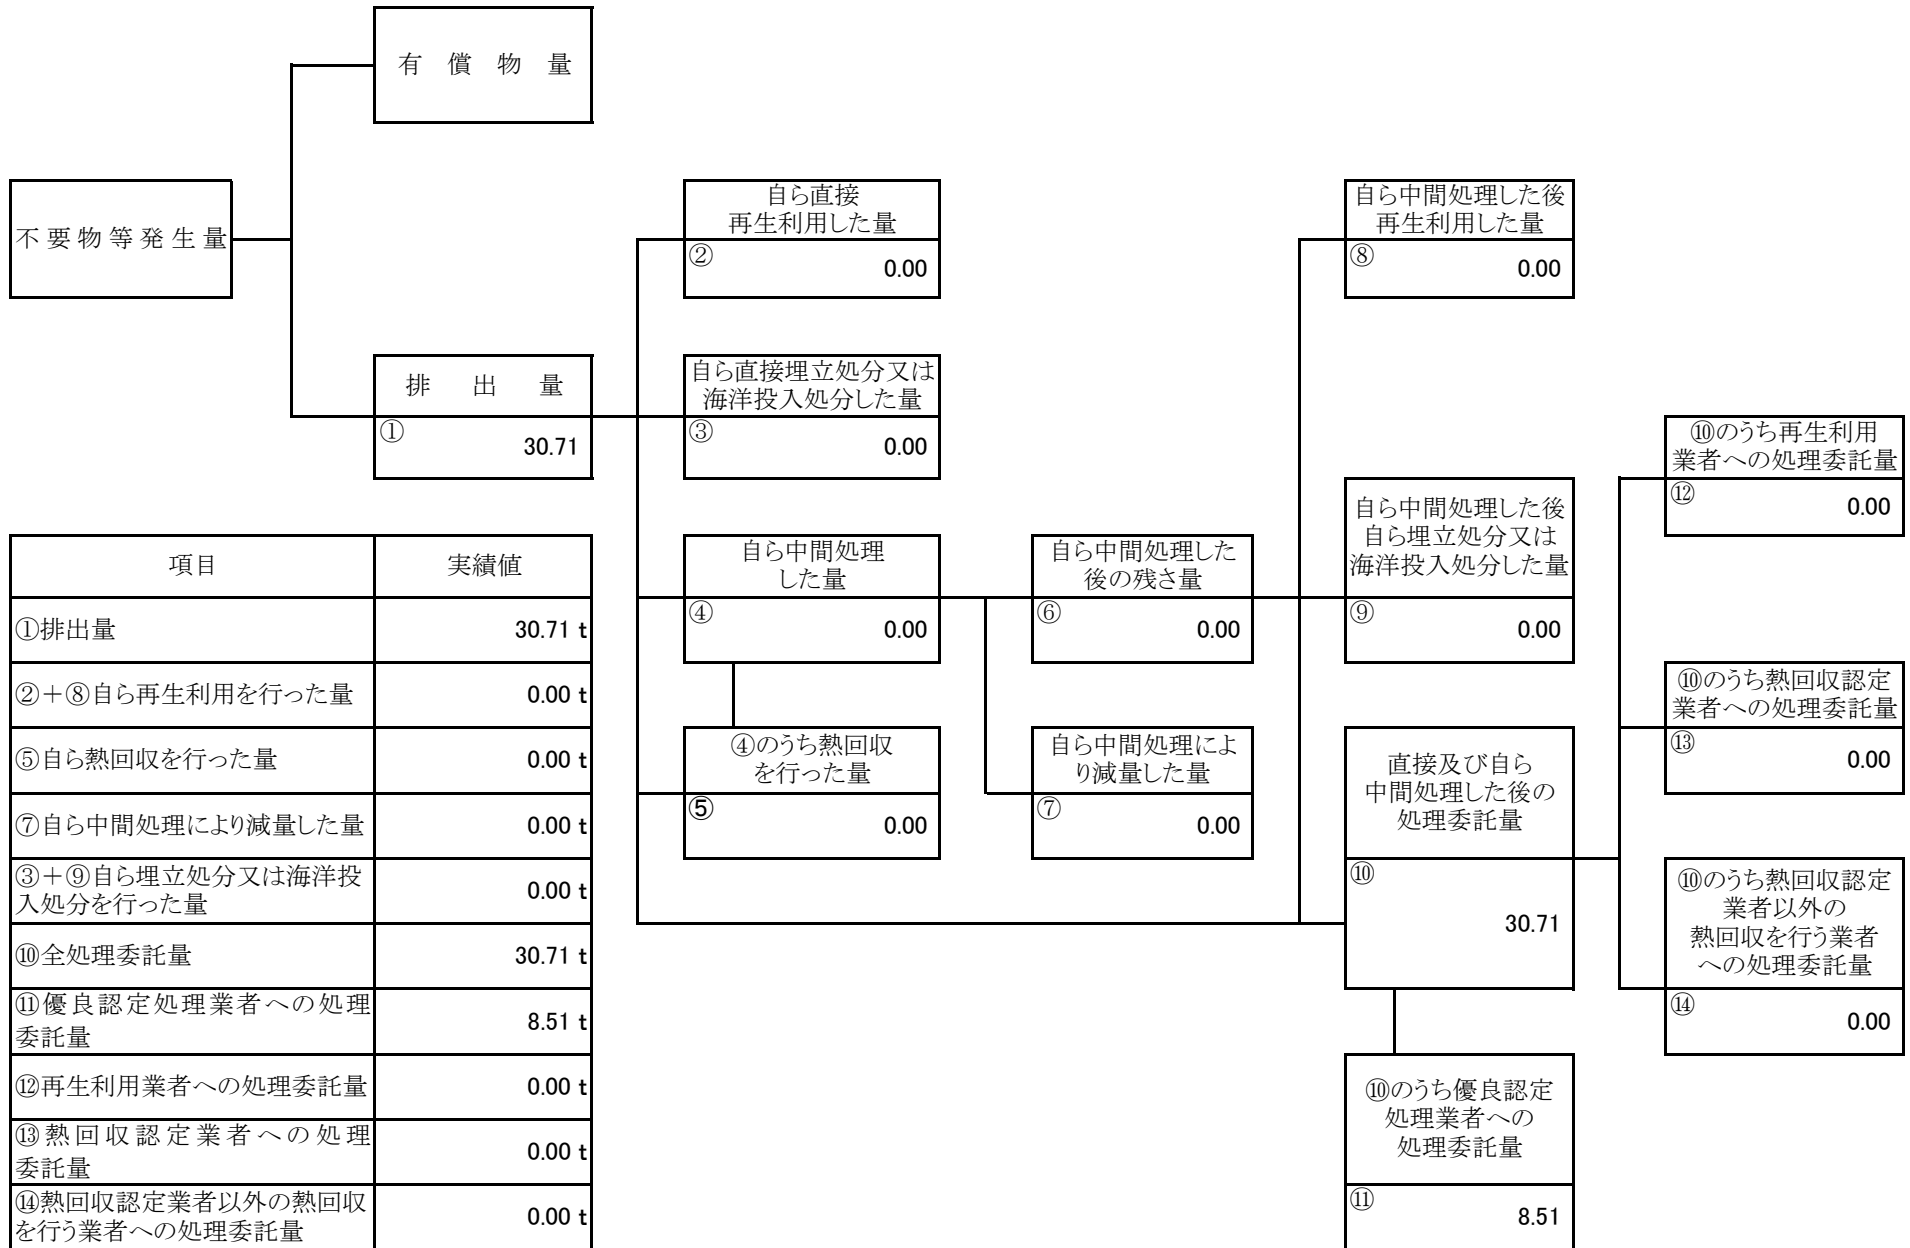 有償物量
不要物等発生量
排出量
①
30.71
自ら直接
再生利用した量
②
0.00
自ら直接埋立処分又は
海洋投入処分した量
③
0.00
自ら中間処理
した量
④
0.00
④のうち熱回収
を行った量
⑤
0.00
自ら中間処理した
後の残さ量
⑥
0.00
自ら中間処理によ
り減量した量
⑦
0.00
自ら中間処理した後
再生利用した量
⑧
0.00
自ら中間処理した後
自ら埋立処分又は
海洋投入処分した量
⑨
0.00
直接及び自ら
中間処理した後の
処理委託量
⑩
30.71
⑩のうち優良認定
処理業者への
処理委託量
⑪
8.51
⑩のうち再生利用
業者への処理委託量
⑫
0.00
⑩のうち熱回収認定
業者への処理委託量
⑬
0.00
⑩のうち熱回収認定
業者以外の
熱回収を行う業者
への処理委託量
⑭
0.00
項目 実績値
①排出量 30.71 t
②＋⑧自ら再生利用を行った量 0.00 t
⑤自ら熱回収を行った量 0.00 t
⑦自ら中間処理により減量した量 0.00 t
③＋⑨自ら埋立処分又は海洋投
入処分を行った量 0.00 t
⑩全処理委託量 30.71 t
⑪優良認定処理業者への処理
委託量 8.51 t
⑫再生利用業者への処理委託量 0.00 t
⑬熱回収認定業者への処理
委託量 0.00 t
⑭熱回収認定業者以外の熱回収
を行う業者への処理委託量 0.00 t